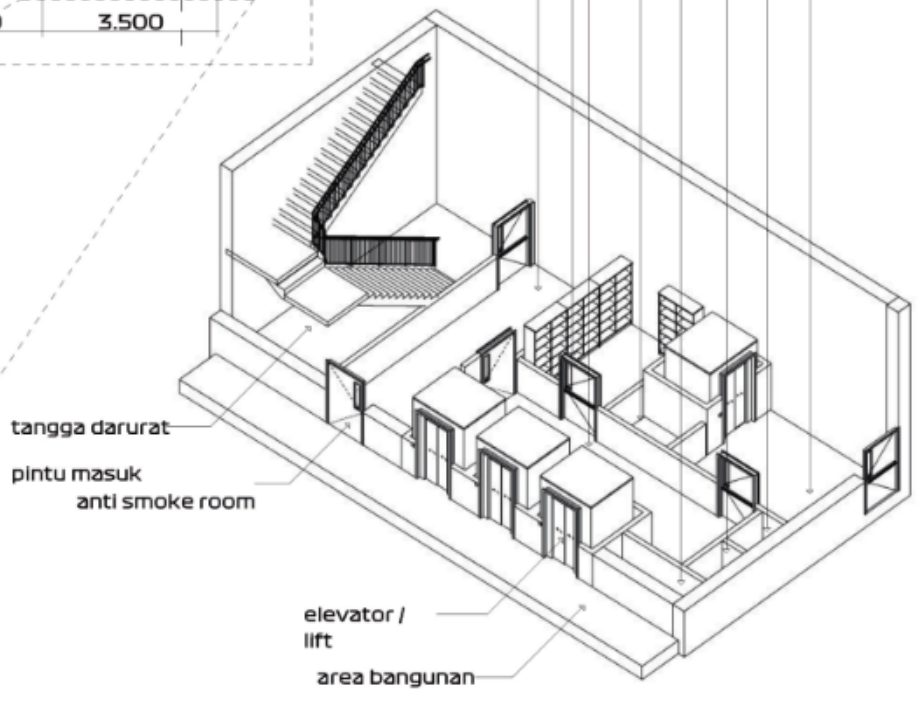 3.500
tangga darurat
pintu masuk
anti smoke room
elevator /
lift
area bangunan